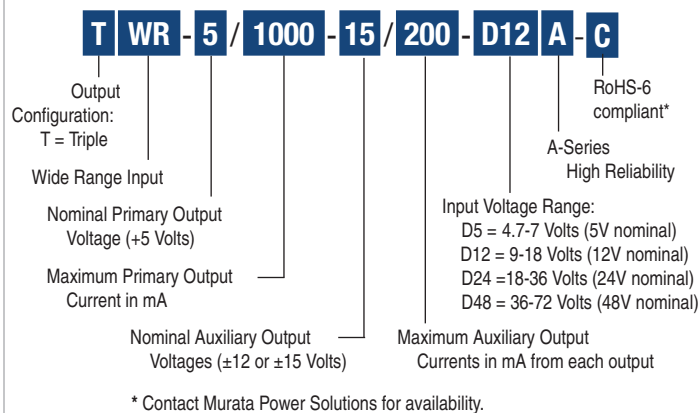 T WR - 5 / 1000 - 15 / 200 - D12 A - C
Output
Configuration:
T = Triple
Wide Range Input
Nominal Primary Output
Voltage (+5 Volts)
Maximum Primary Output
Current in mA
Nominal Auxiliary Output
Voltages (±12 or ±15 Volts)
Maximum Auxiliary Output
Currents in mA from each output
Input Voltage Range:
D5 = 4.7-7 Volts (5V nominal)
D12 = 9-18 Volts (12V nominal)
D24 =18-36 Volts (24V nominal)
D48 = 36-72 Volts (48V nominal)
A-Series
High Reliability
RoHS-6
compliant*
* Contact Murata Power Solutions for availability.